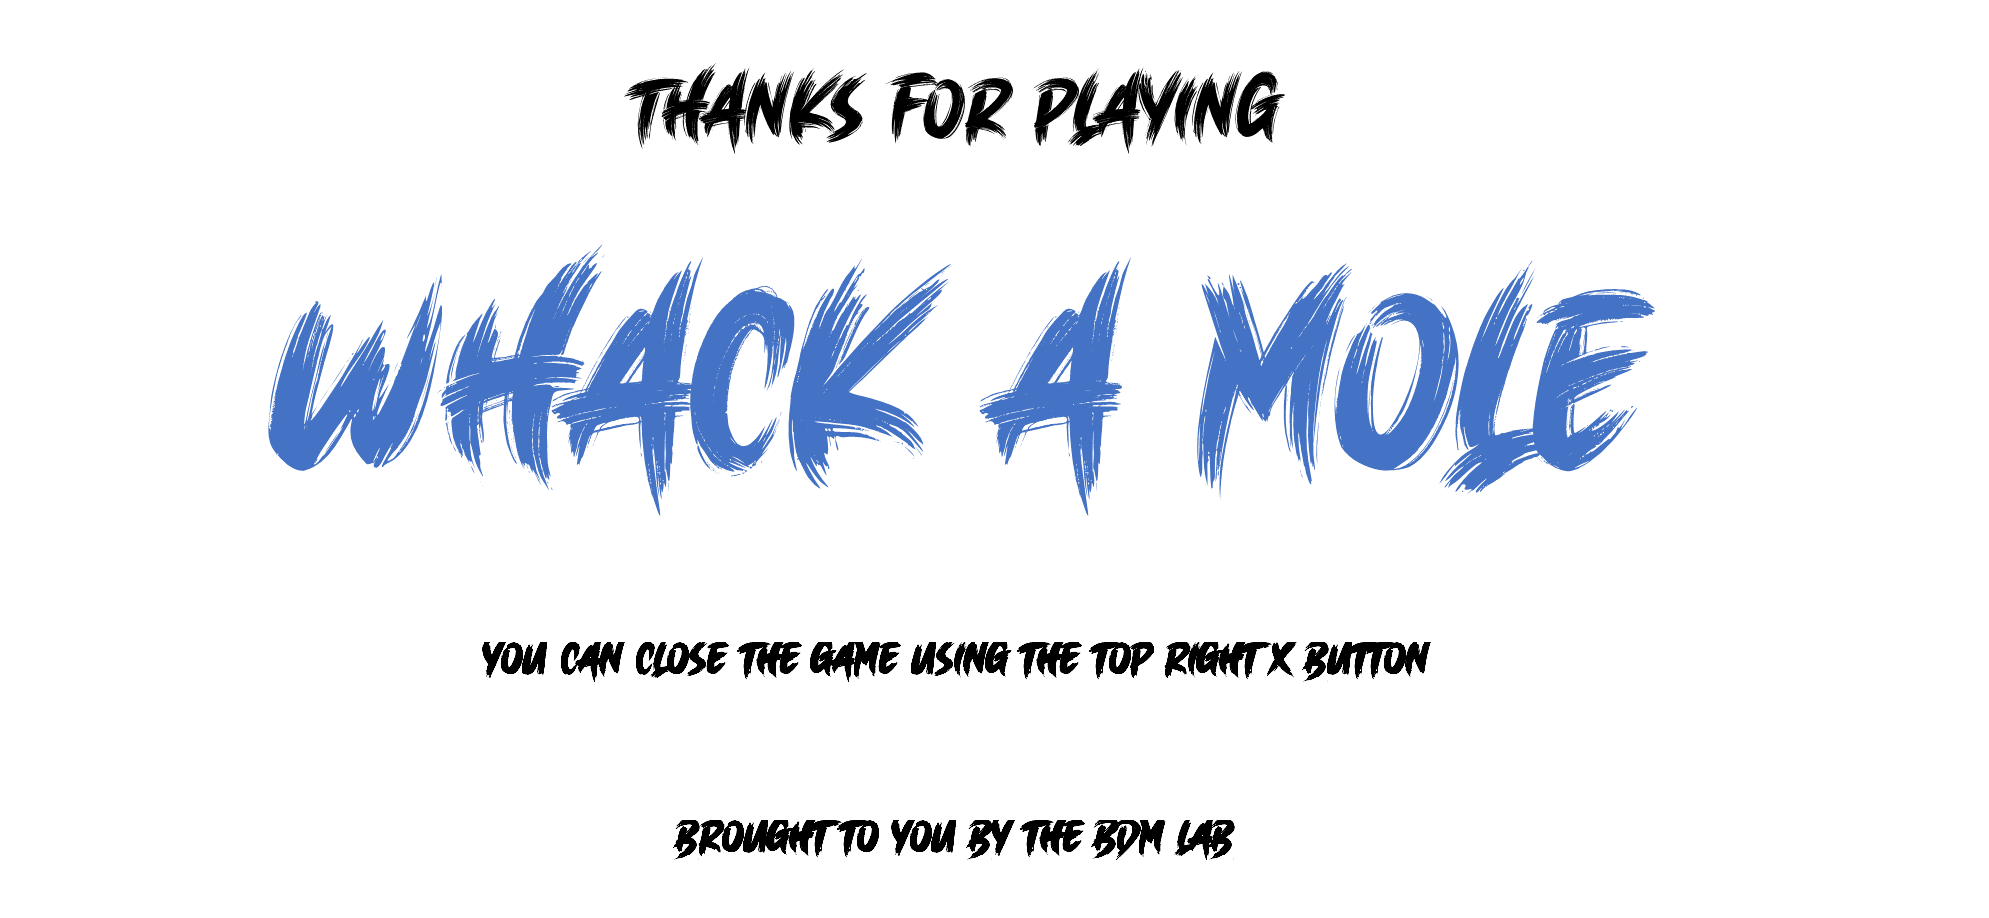 THANKS FOR PLAYING
WHACK A MOLE
YOU CAN CLOSE THE GAME USING THE TOP RIGHT X BUTTON
BROUGHT TO YOU BY THE BDM LAB